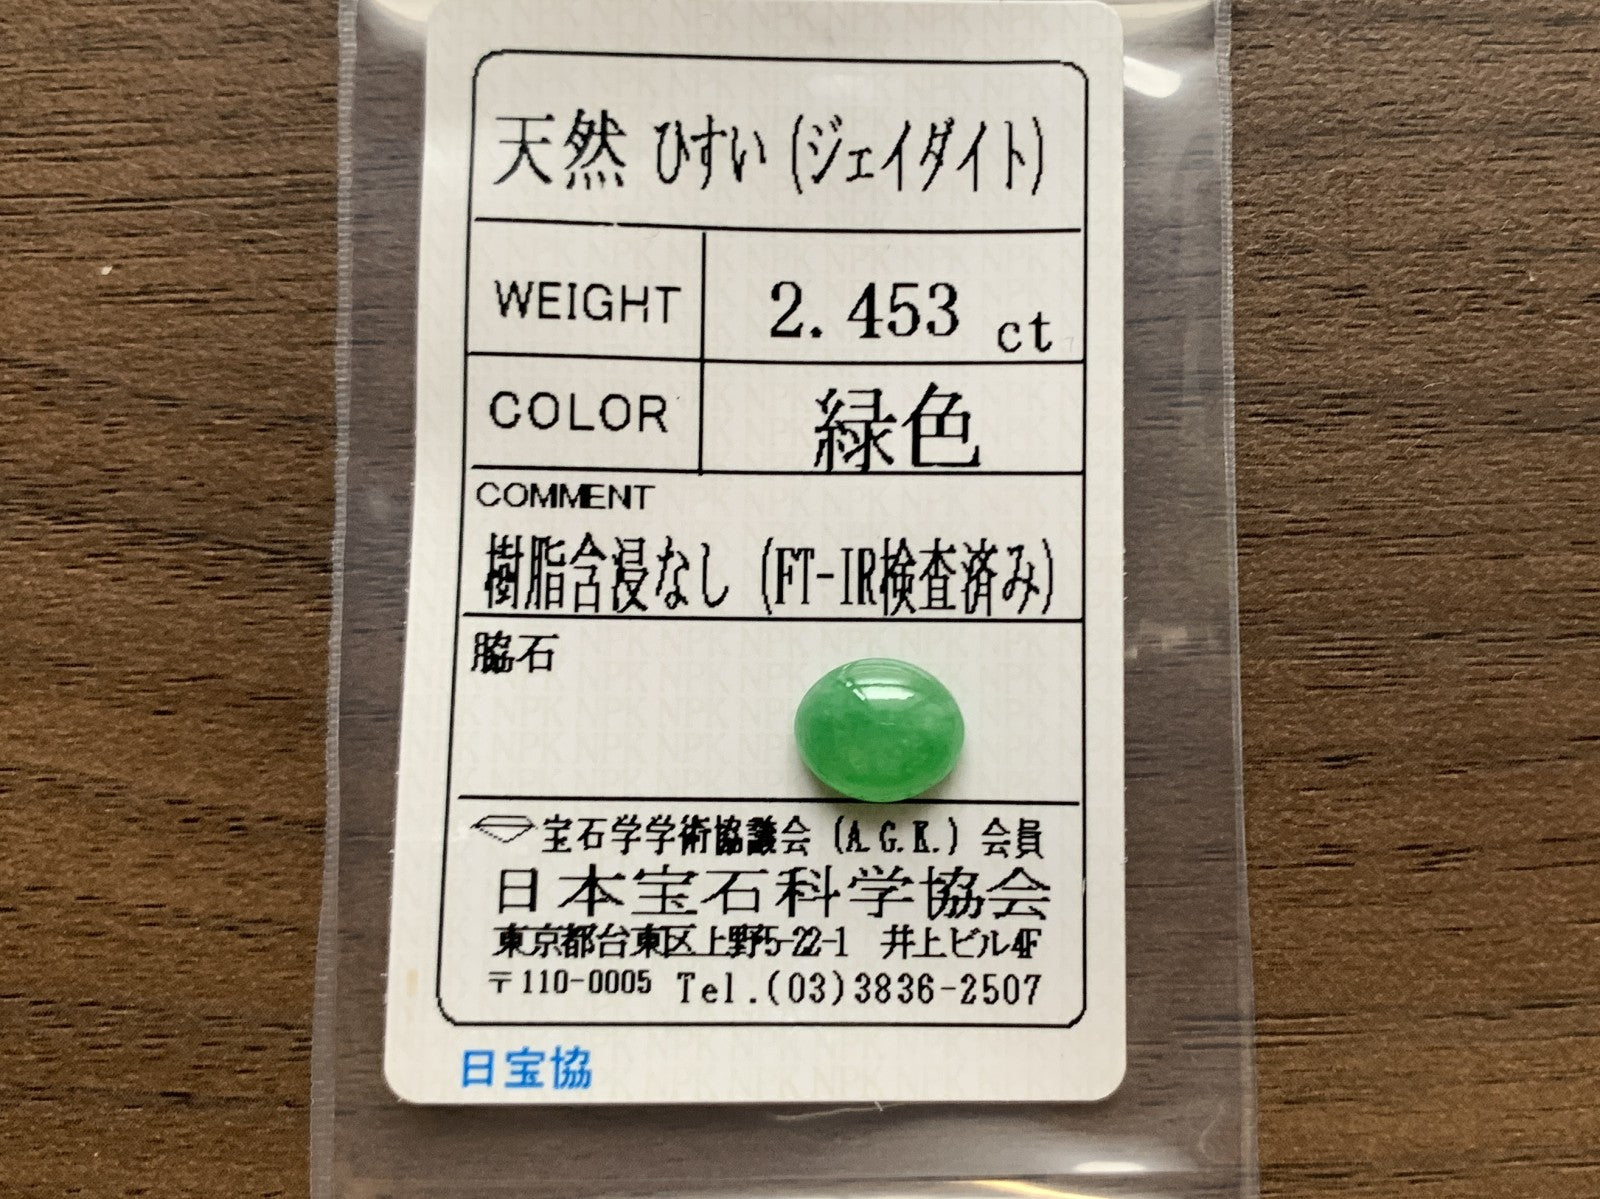 天然 ひすい (ジェイダイト)
WEIGHT 2.453 ct
COLOR 緑色
COMMENT
樹脂含浸なし (FT-IR検査済み)
脇石
宝石学学術協議会 (A.G.K.) 会員
日本宝石科学協会
東京都台東区上野5-22-1 井上ビル4F
〒110-0005 Tel.(03)3836-2507
日宝協